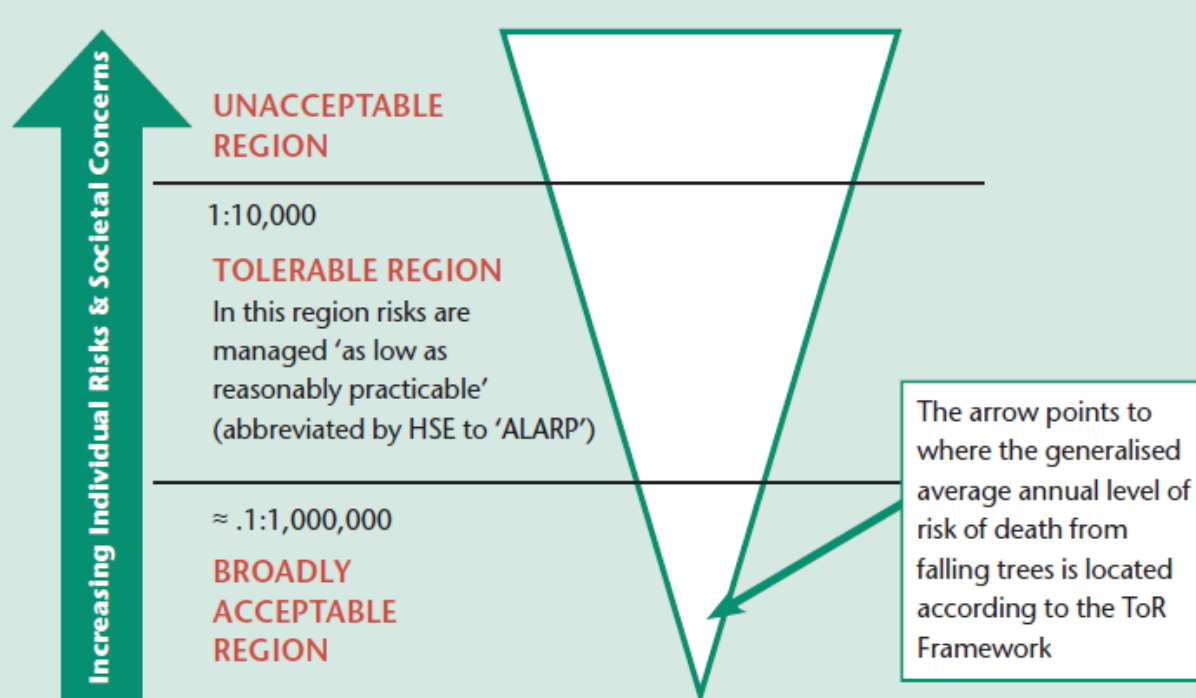 Increasing Individual Risks & Societal Concerns
UNACCEPTABLE
REGION
1:10,000
TOLERABLE REGION
In this region risks are
managed ‘as low as
reasonably practicable’
(abbreviated by HSE to ‘ALARP’)
≈ .1:1,000,000
BROADLY
ACCEPTABLE
REGION
The arrow points to
where the generalised
average annual level of
risk of death from
falling trees is located
according to the ToR
Framework